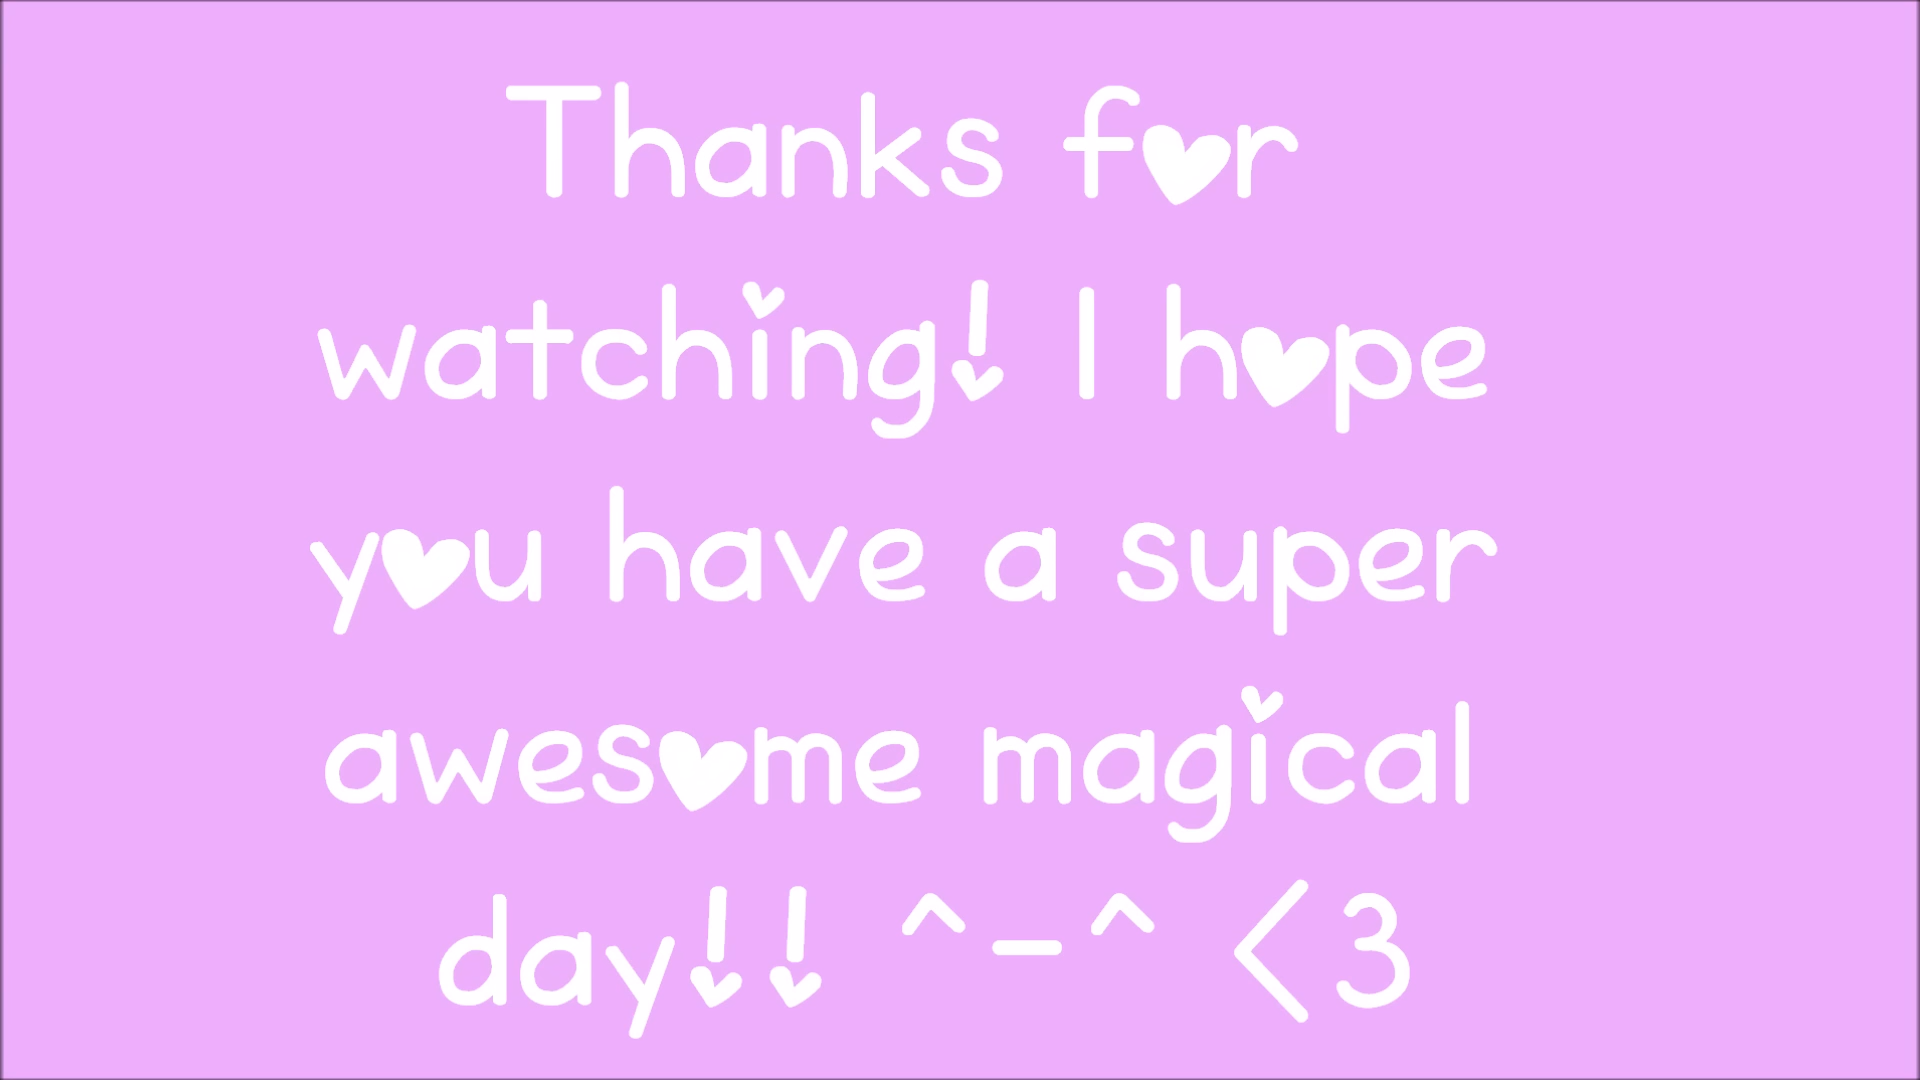 Thanks for
watching! I hope
you have a super
awesome magical
day!! ^-^ <3